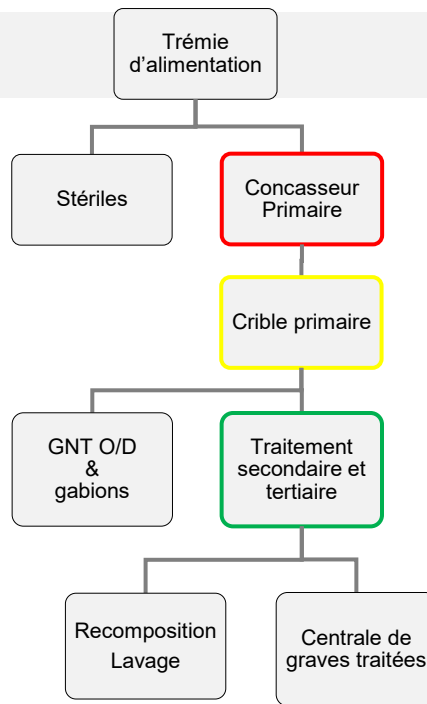 Trémie
d'alimentation
Stériles
Concasseur
Primaire
Crible primaire
GNT O/D
&
gabions
Traitement
secondaire et
tertiaire
Recomposition
Lavage
Centrale de
graves traitées